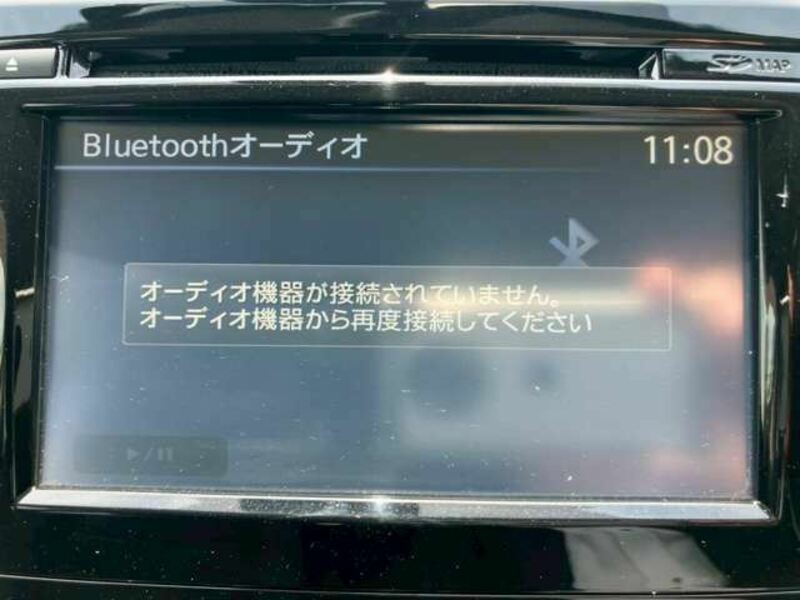 MAP
Bluetoothオーディオ
11:08
オーディオ機器が接続されていません。
オーディオ機器から再度接続してください